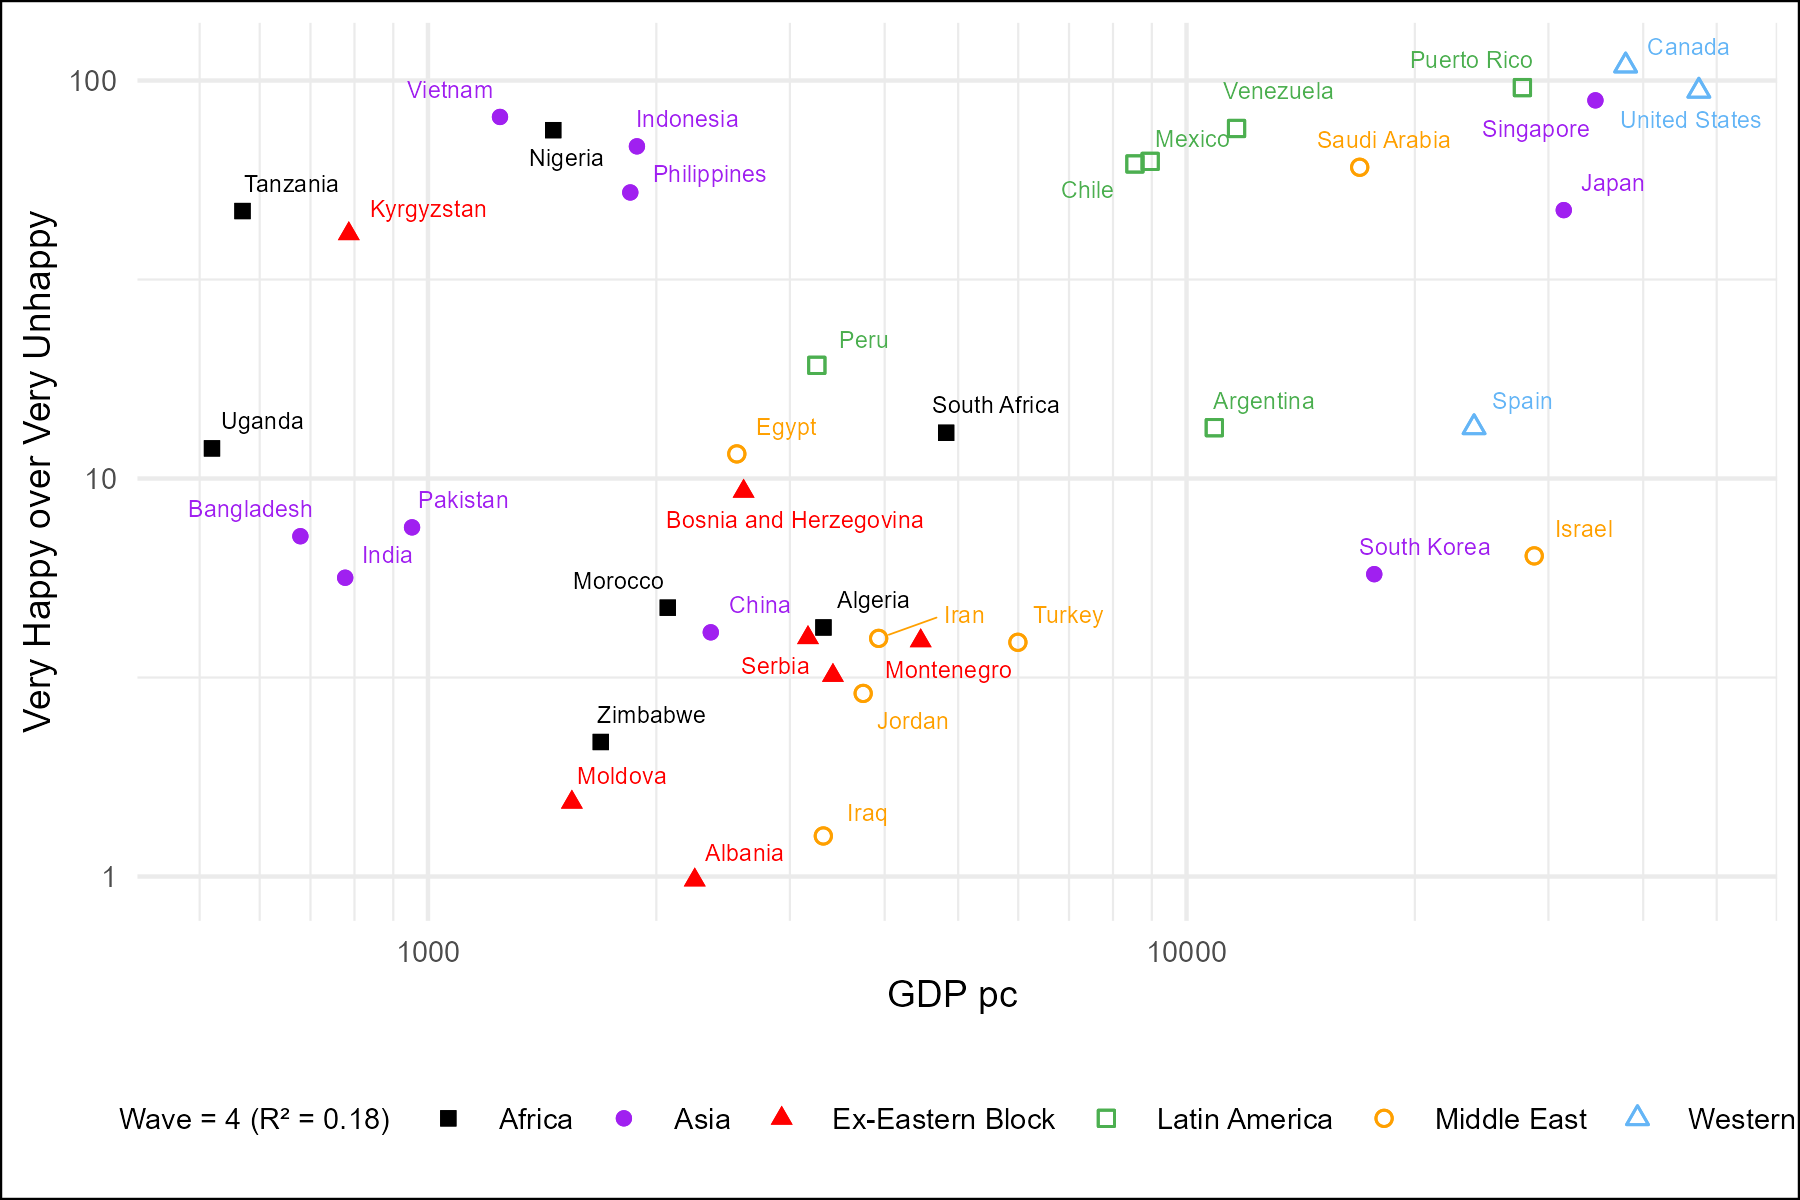 Very Happy over Very Unhappy
100
10
1
Canada
Puerto Rico
Vietnam
Venezuela
Indonesia
United States
Singapore
Mexico
Saudi Arabia
Nigeria
Philippines
Tanzania
Japan
Chile
Kyrgyzstan
Peru
Argentina
Spain
South Africa
Uganda
Egypt
Pakistan
Bangladesh
Bosnia and Herzegovina
Israel
South Korea
India
Morocco
Algeria
China
Iran
Turkey
Serbia
Montenegro
Zimbabwe
Jordan
Moldova
Iraq
Albania
1000
10000
GDP pc
Wave = 4 (R² = 0.18) Africa Asia Ex-Eastern Block Latin America Middle East Western